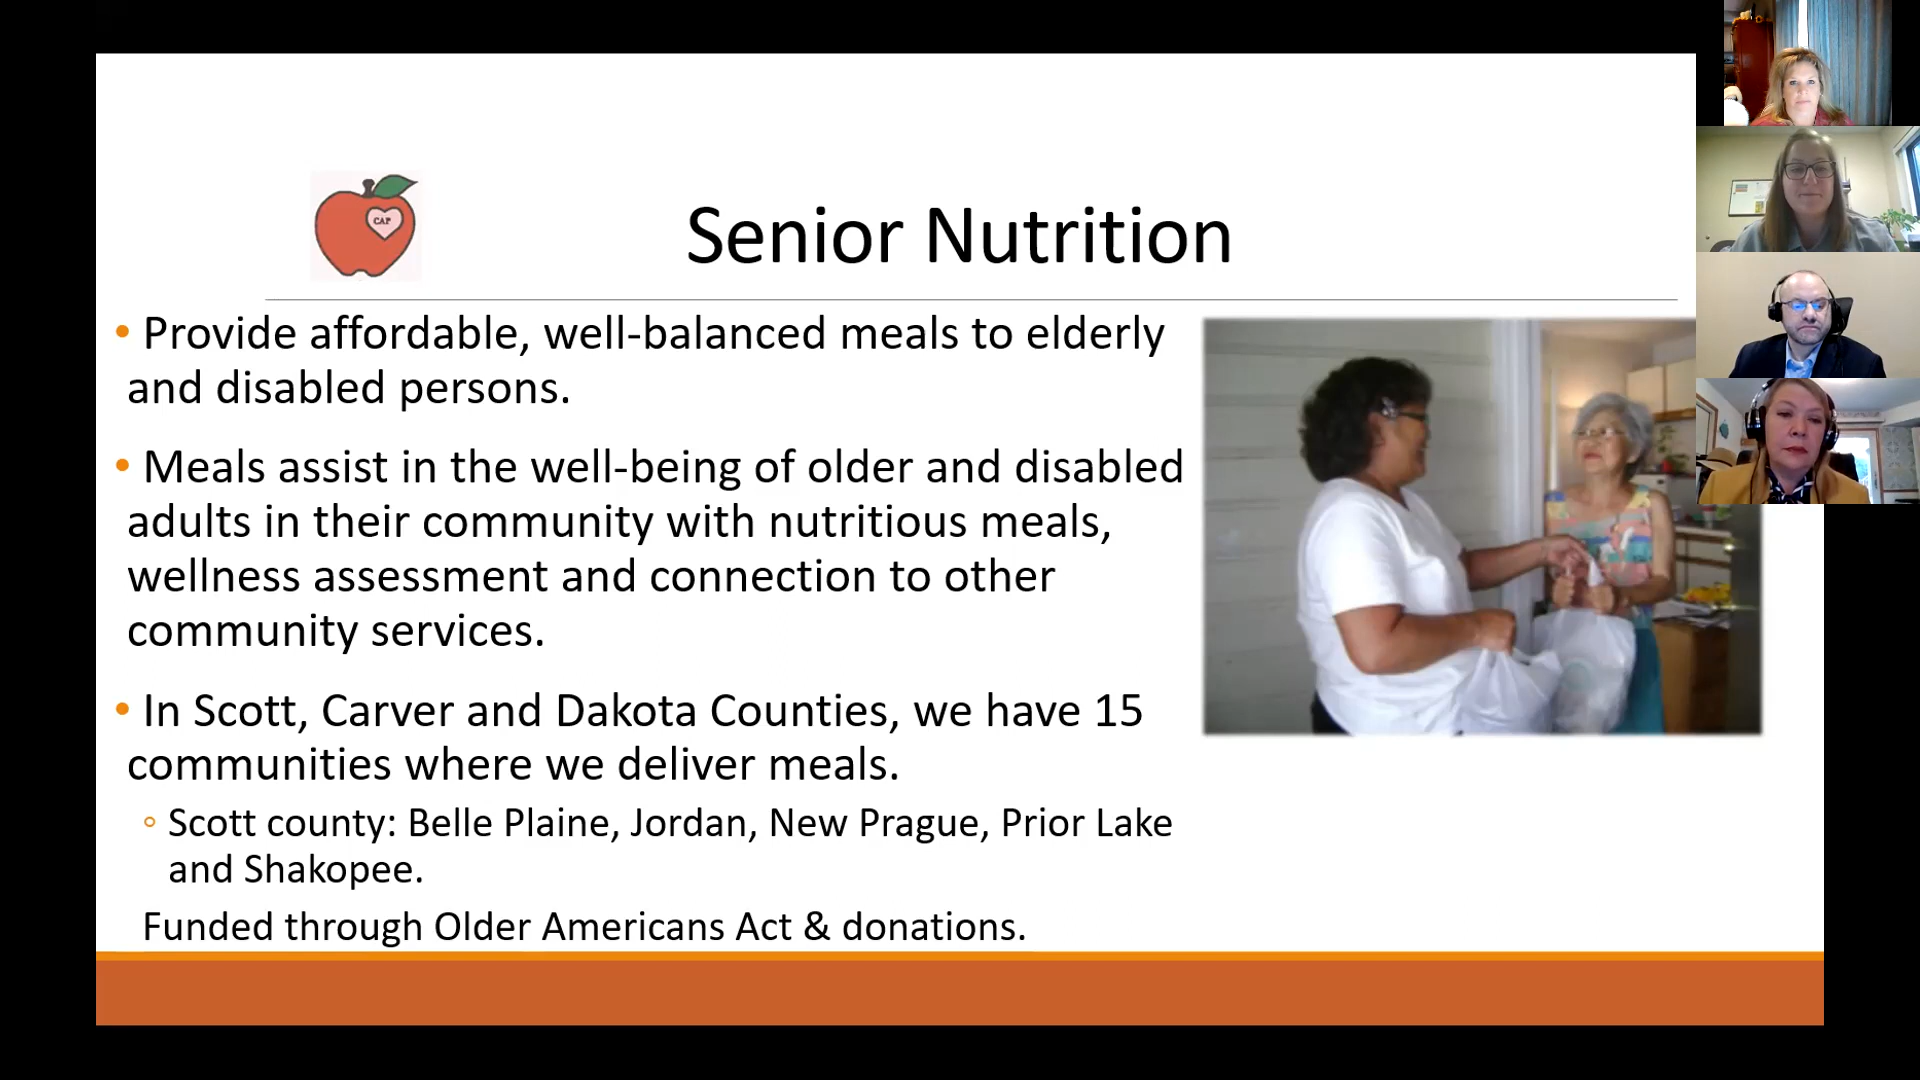 CAP
Senior Nutrition
• Provide affordable, well-balanced meals to elderly
and disabled persons.
• Meals assist in the well-being of older and disabled
adults in their community with nutritious meals,
wellness assessment and connection to other
community services.
• In Scott, Carver and Dakota Counties, we have 15
communities where we deliver meals.
◦ Scott county: Belle Plaine, Jordan, New Prague, Prior Lake
and Shakopee.
Funded through Older Americans Act & donations.